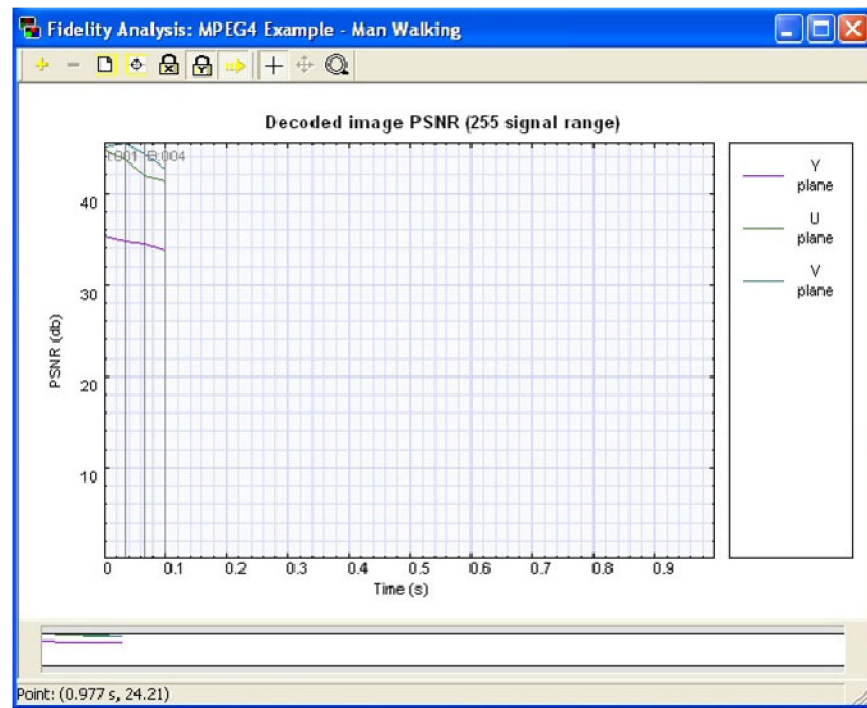 Fidelity Analysis: MPEG4 Example - Man Walking
Decoded image PSNR (255 signal range)
PSNR (db)
40
30
20
10
0 0.1 0.2 0.3 0.4 0.5 0.6 0.7 0.8 0.9
Time (s)
Y
plane
U
plane
V
plane
Point: (0.977 s, 24.21)